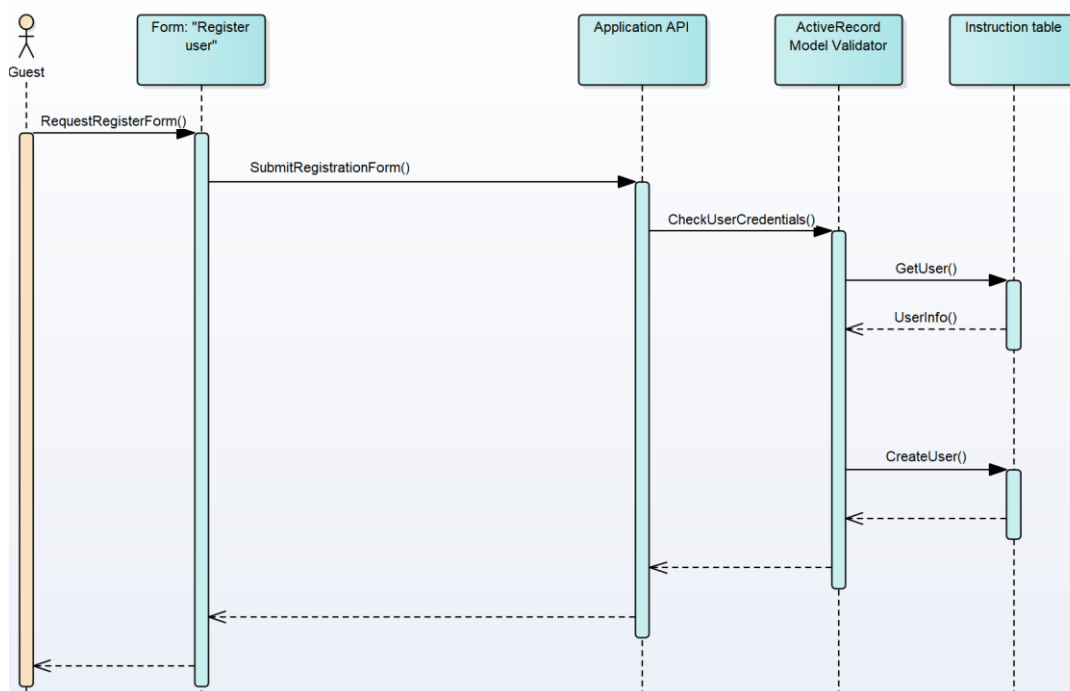 Form: "Register
user"
Application API
ActiveRecord
Model Validator
Instruction table
Guest
RequestRegisterForm()
SubmitRegistrationForm()
CheckUserCredentials()
GetUser()
UserInfo()
CreateUser()